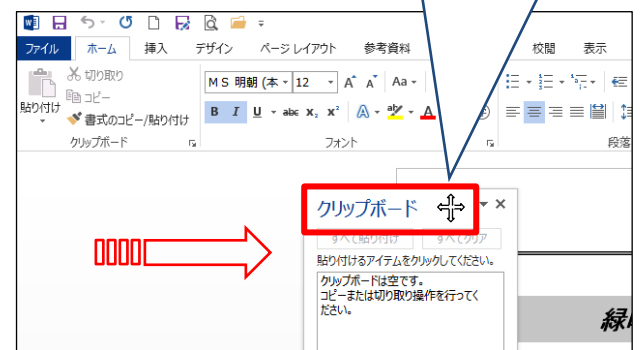 ファイル ホーム 挿入 デザイン ページ レイアウト 参考資料 校閲 表示
切り取り
コピー
貼り付け
書式のコピー/貼り付け
クリップボード
ＭＳ 明朝 (本 12 A A Aa
B I U abc X₂ X² A aby A
フォント
段落
クリップボード
すべて貼り付け すべてクリア
貼り付けるアイテムをクリックしてください。
クリップボードは空です。
コピーまたは切り取り操作を行ってく
ださい。
緑